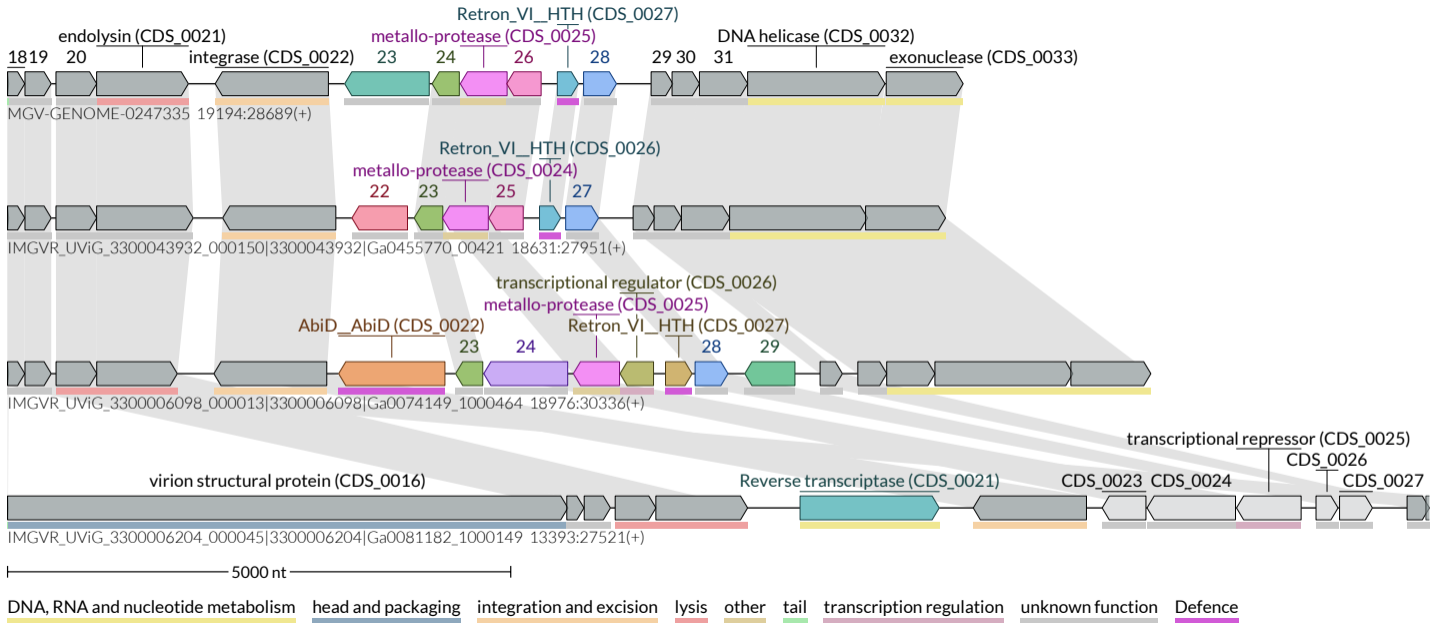 Retron_VI__HTH (CDS_0027)
endolysin (CDS_0021) metallo-protease (CDS_0025) DNA helicase (CDS_0032)
18 19 20 integrase (CDS_0022) 23 24 26 28 29 30 31 exonuclease (CDS_0033)
MGV-GENOME-0247335 19194:28689(+)
Retron_VI__HTH (CDS_0026)
metallo-protease (CDS_0024)
22 23 25 27
IMGVR_UViG_3300043932_000150|3300043932|Ga0455770_00421 18631:27951(+)
transcriptional regulator (CDS_0026)
metallo-protease (CDS_0025)
AbiD__AbiD (CDS_0022) Retron_VI__HTH (CDS_0027)
23 24 28 29
IMGVR_UViG_3300006098_000013|3300006098|Ga0074149_1000464 18976:30336(+)
transcriptional repressor (CDS_0025)
CDS_0026
virion structural protein (CDS_0016) Reverse transcriptase (CDS_0021) CDS_0023 CDS_0024 CDS_0027
IMGVR_UViG_3300006204_000045|3300006204|Ga0081182_1000149 13393:27521(+)
5000 nt
DNA, RNA and nucleotide metabolism head and packaging integration and excision lysis other tail transcription regulation unknown function Defence